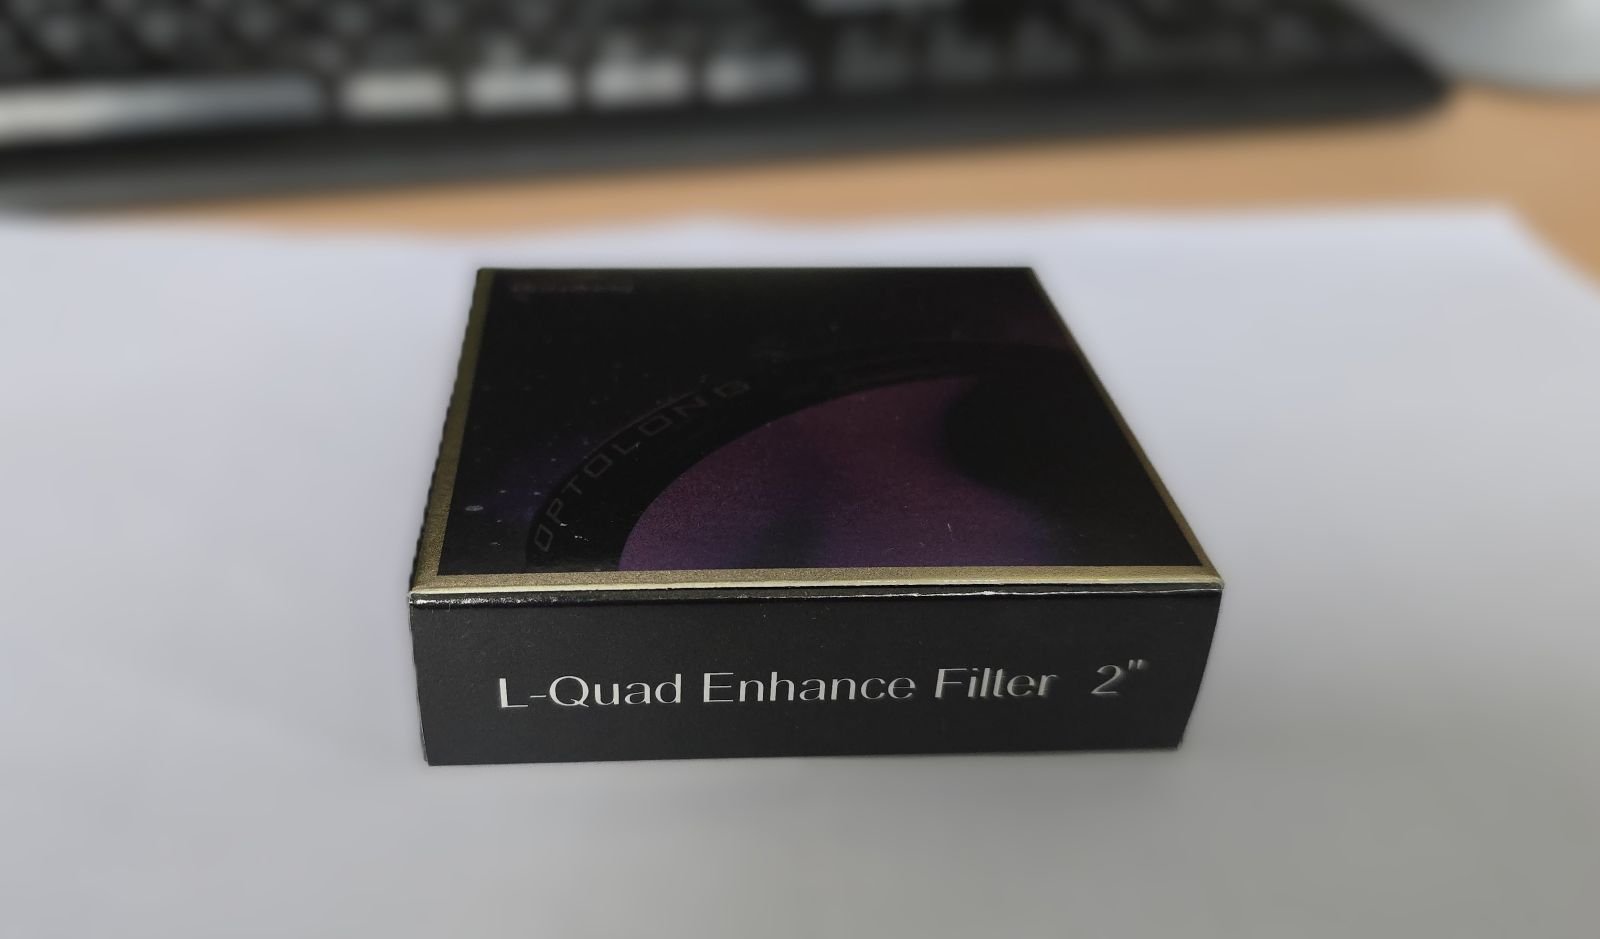 OPTOLONG
L-Quad Enhance Filter 2"